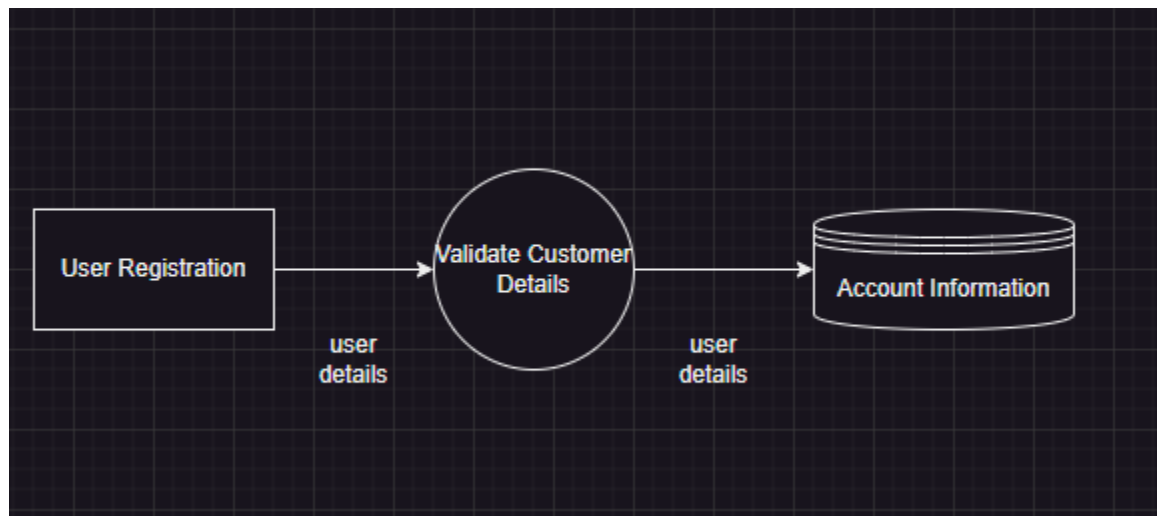 User Registration
Validate Customer
Details
Account Information
user
details
user
details